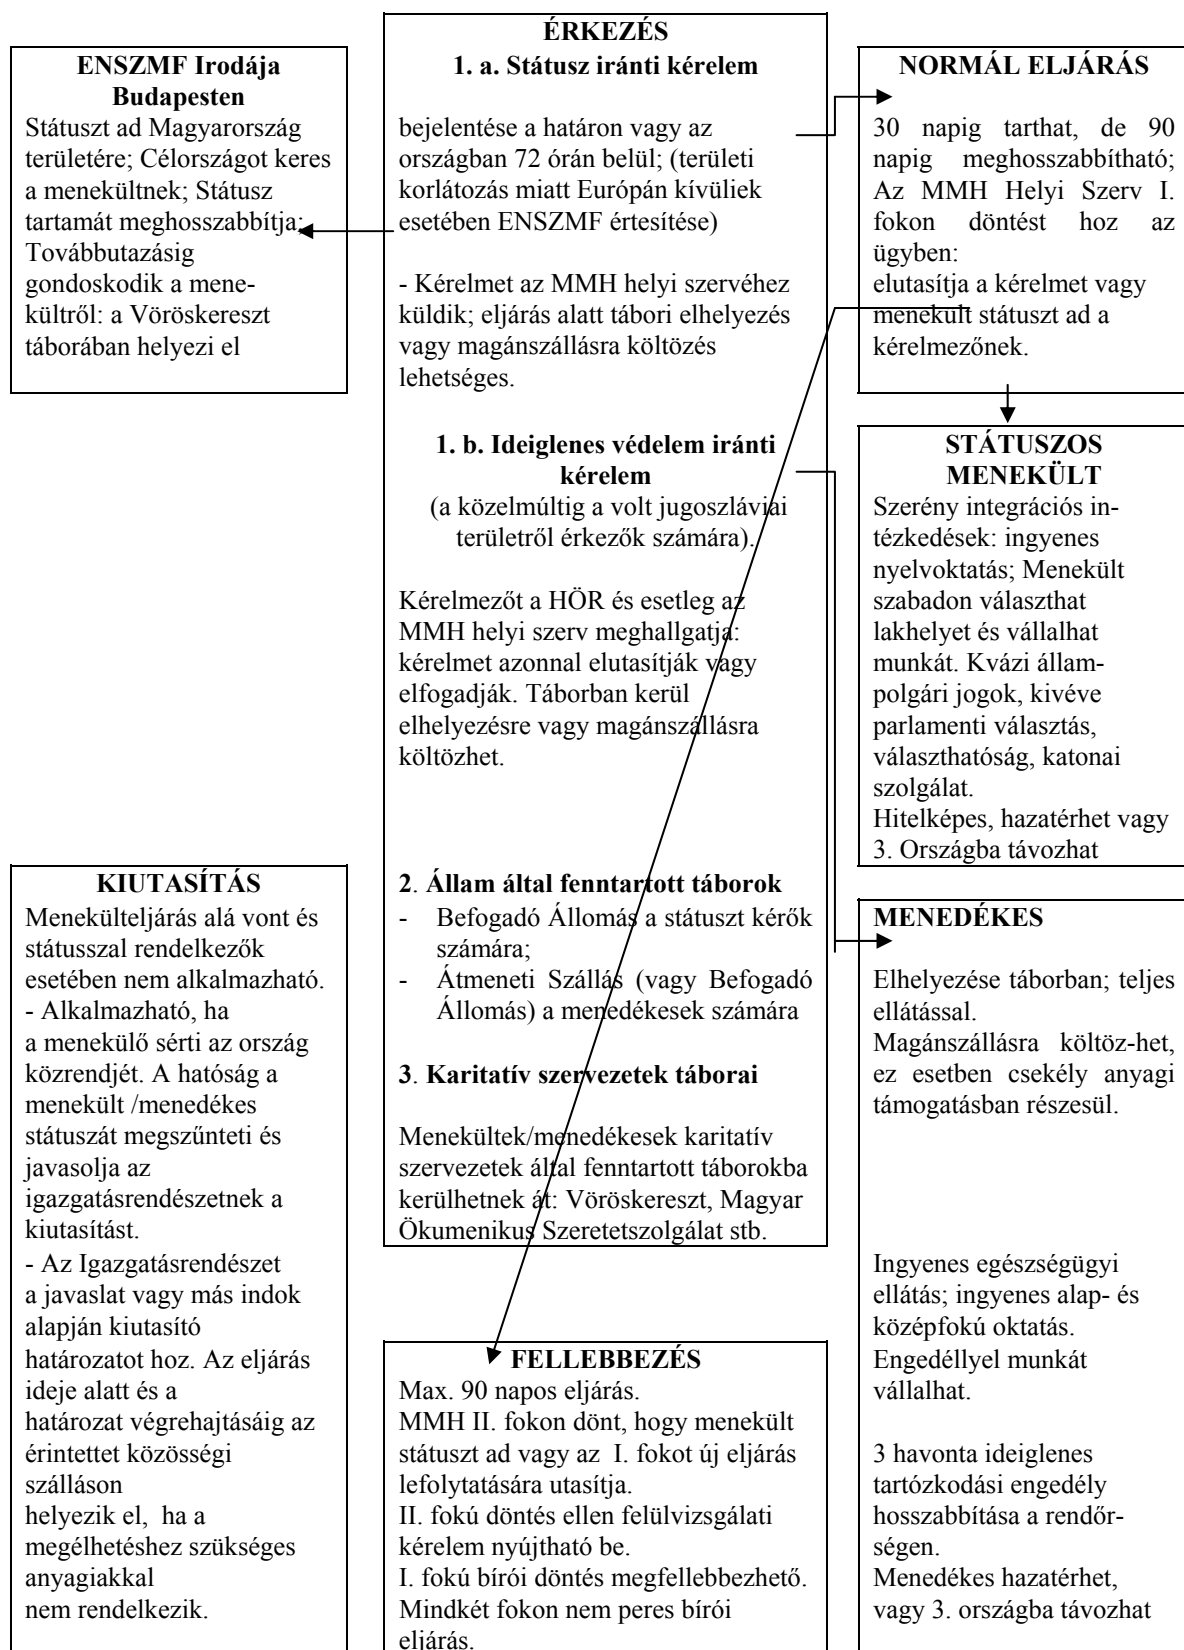 ENSZMF Irodája
Budapesten
Státuszt ad Magyarország
területére; Célországot keres
a menekültnek; Státusz
tartamát meghosszabbítja;
Továbbutazásig
gondoskodik a mene-
kültről: a Vöröskereszt
táborában helyezi el
ÉRKEZÉS
1. a. Státusz iránti kérelem
bejelentése a határon vagy az
országban 72 órán belül; (területi
korlátozás miatt Európán kívüliek
esetében ENSZMF értesítése)
- Kérelmet az MMH helyi szervéhez
küldik; eljárás alatt tábori elhelyezés
vagy magánszállásra költözés
lehetséges.
1. b. Ideiglenes védelem iránti
kérelem
(a közelmúltig a volt jugoszláviai
területről érkezők számára).
Kérelmezőt a HÖR és esetleg az
MMH helyi szerv meghallgatja:
kérelmet azonnal elutasítják vagy
elfogadják. Táborban kerül
elhelyezésre vagy magánszállásra
költözhet.
2. Állam által fenntartott táborok
- Befogadó Állomás a státuszt kérők
számára;
- Átmeneti Szállás (vagy Befogadó
Állomás) a menedékesek számára
3. Karitatív szervezetek táborai
Menekültek/menedékesek karitatív
szervezetek által fenntartott táborokba
kerülhetnek át: Vöröskereszt, Magyar
Ökumenikus Szeretetszolgálat stb.
NORMÁL ELJÁRÁS
30 napig tarthat, de 90
napig meghosszabbítható;
Az MMH Helyi Szerv I.
fokon döntést hoz az
ügyben:
elutasítja a kérelmet vagy
menekült státuszt ad a
kérelmezőnek.
STÁTUSZOS
MENEKÜLT
Szerény integrációs in-
tézkedések: ingyenes
nyelvoktatás; Menekült
szabadon választhat
lakhelyet és vállalhat
munkát. Kvázi állam-
polgári jogok, kivéve
parlamenti választás,
választhatóság, katonai
szolgálat.
Hitelképes, hazatérhet vagy
3. Országba távozhat
KIUTASÍTÁS
Menekülteljárás alá vont és
státusszal rendelkezők
esetében nem alkalmazható.
- Alkalmazható, ha
a menekülő sérti az ország
közrendjét. A hatóság a
menekült /menedékes
státuszát megszűnteti és
javasolja az
igazgatásrendészetnek a
kiutasítást.
- Az Igazgatásrendészet
a javaslat vagy más indok
alapján kiutasító
határozatot hoz. Az eljárás
ideje alatt és a
határozat végrehajtásáig az
érintettet közösségi
szálláson
helyezik el, ha a
megélhetéshez szükséges
anyagiakkal
nem rendelkezik.
FELLEBBEZÉS
Max. 90 napos eljárás.
MMH II. fokon dönt, hogy menekült
státuszt ad vagy az I. fokot új eljárás
lefolytatására utasítja.
II. fokú döntés ellen felülvizsgálati
kérelem nyújtható be.
I. fokú bírói döntés megfellebbezhető.
Mindkét fokon nem peres bírói
eljárás.
MENEDÉKES
Elhelyezése táborban; teljes
ellátással.
Magánszállásra költöz-het,
ez esetben csekély anyagi
támogatásban részesül.
Ingyenes egészségügyi
ellátás; ingyenes alap- és
középfokú oktatás.
Engedéllyel munkát
vállalhat.
3 havonta ideiglenes
tartózkodási engedély
hosszabbítása a rendőr-
ségen.
Menedékes hazatérhet,
vagy 3. országba távozhat